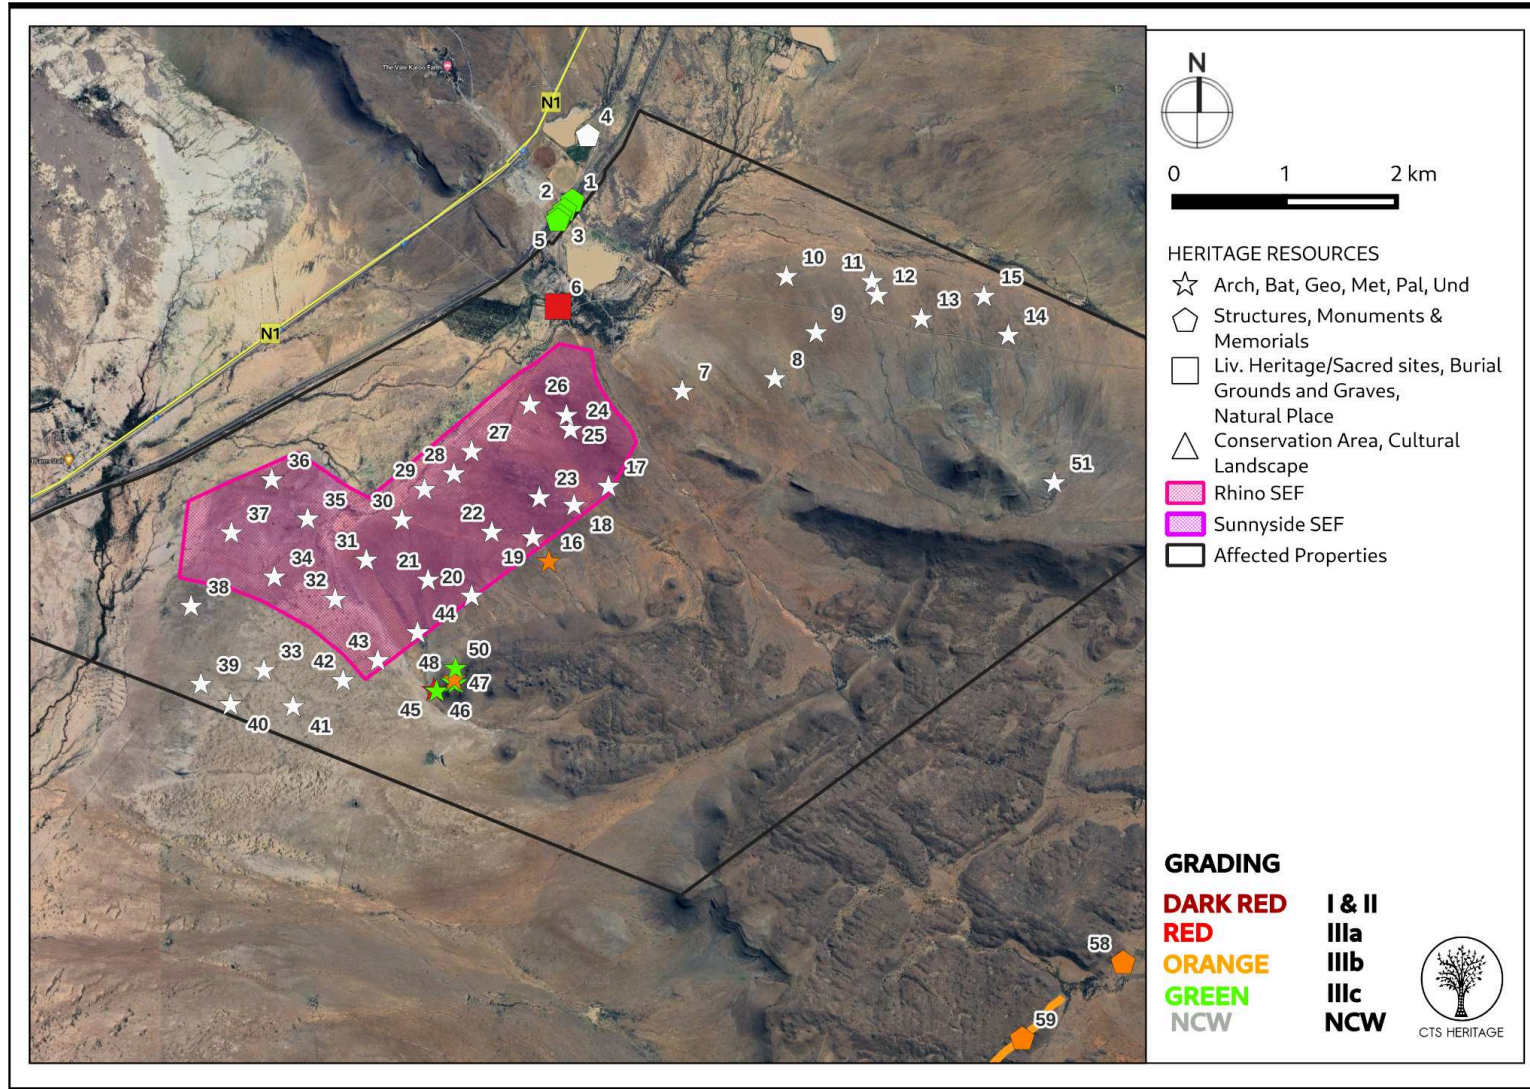 The Vale Karoo Farm
N1
4
1
2
5
3
6
N1
10
11
12
15
13
14
9
8
7
26
24
25
27
28
29
36
35
30
37
23
17
18
22
19
16
31
34
32
21
20
38
44
43
33
42
39
40
41
48
50
47
45
46
51
58
59
N
0 1 2 km
HERITAGE RESOURCES
Arch, Bat, Geo, Met, Pal, Und
Structures, Monuments &
Memorials
Liv. Heritage/Sacred sites, Burial
Grounds and Graves,
Natural Place
Conservation Area, Cultural
Landscape
Rhino SEF
Sunnyside SEF
Affected Properties
GRADING
DARK RED I & II
RED IIIa
ORANGE IIIb
GREEN IIIc
NCW NCW
CTS HERITAGE